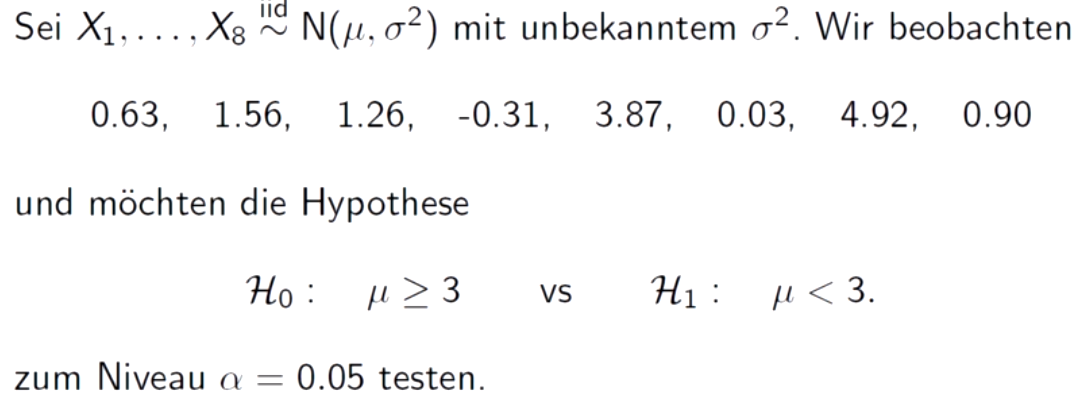 Sei X₁, . . . , X₈ iid∼ N(μ, σ²) mit unbekanntem σ². Wir beobachten
0.63, 1.56, 1.26, -0.31, 3.87, 0.03, 4.92, 0.90
und möchten die Hypothese
ℋ₀ : μ ≥ 3 vs ℋ₁ : μ < 3.
zum Niveau α = 0.05 testen.